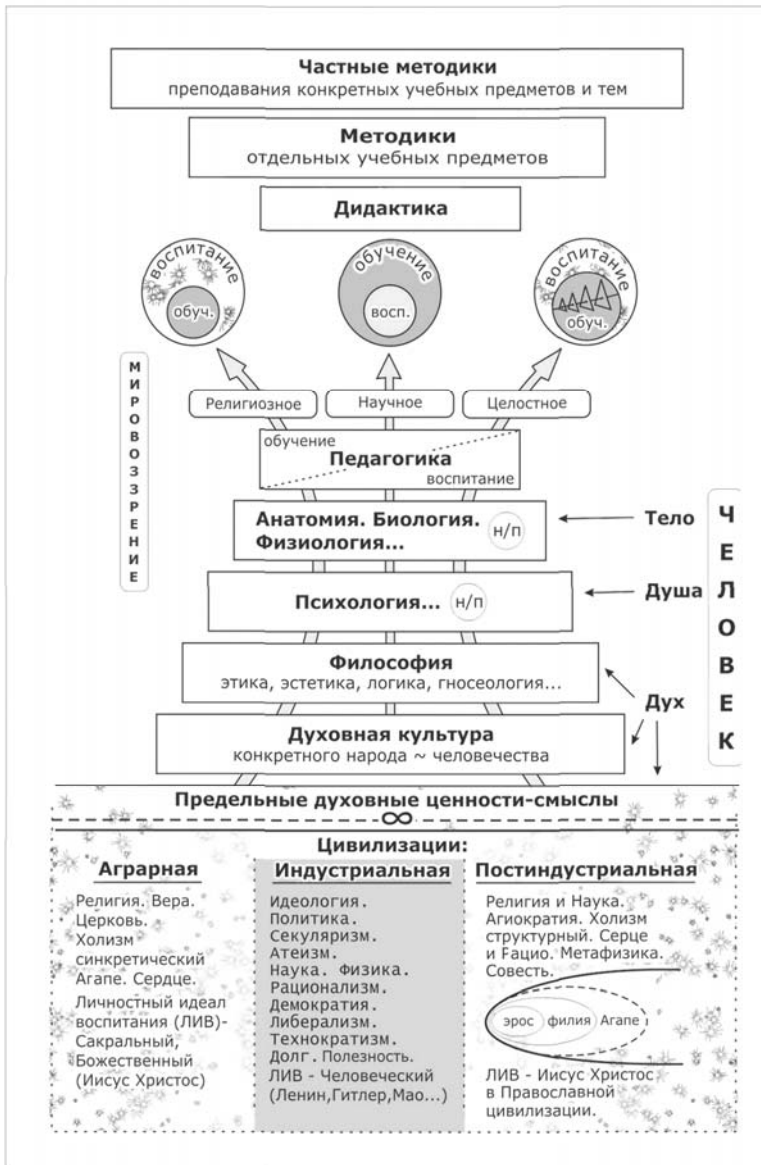 Частные методики
преподавания конкретных учебных предметов и тем
Методики
отдельных учебных предметов
Дидактика
воспитание
обуч.
обучение
восп.
воспитание
обуч.
МИРОВОЗЗРЕНИЕ
Религиозное
Научное
Целостное
обучение
Педагогика
воспитание
Анатомия. Биология.
Физиология...
н/п
Тело
Психология...
н/п
Душа
ЧЕЛОВЕК
Философия
этика, эстетика, логика, гносеология...
Дух
Духовная культура
конкретного народа ~ человечества
Предельные духовные ценности-смыслы
∞
Цивилизации:
Аграрная
Религия. Вера.
Церковь.
Холизм
синкретический
Агапе. Сердце.
Личностный идеал
воспитания (ЛИВ)-
Сакральный,
Божественный
(Иисус Христос)
Индустриальная
Идеология.
Политика.
Секуляризм.
Атеизм.
Наука. Физика.
Рационализм.
Демократия.
Либерализм.
Технократизм.
Долг. Полезность.
ЛИВ - Человеческий
(Ленин,Гитлер,Мао...)
Постиндустриальная
Религия и Наука.
Агиократия. Холизм
структурный. Серце
и Рацио. Метафизика.
Совесть.
эрос филия Агапе
ЛИВ - Иисус Христос
в Православной
цивилизации.